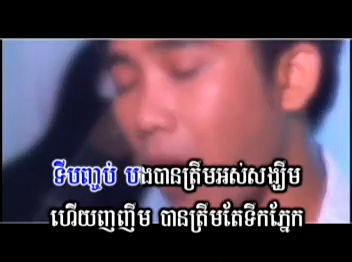 ទីបញ្ចប់ បងបានត្រឹមអស់សង្ឃឹម
ហើយញញឹម បានត្រឹមតែទឹកភ្នែក